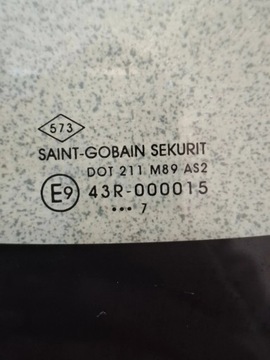 573
SAINT-GOBAIN SEKURIT
DOT 211 M89 AS2
E9 43R-000015
••• 7